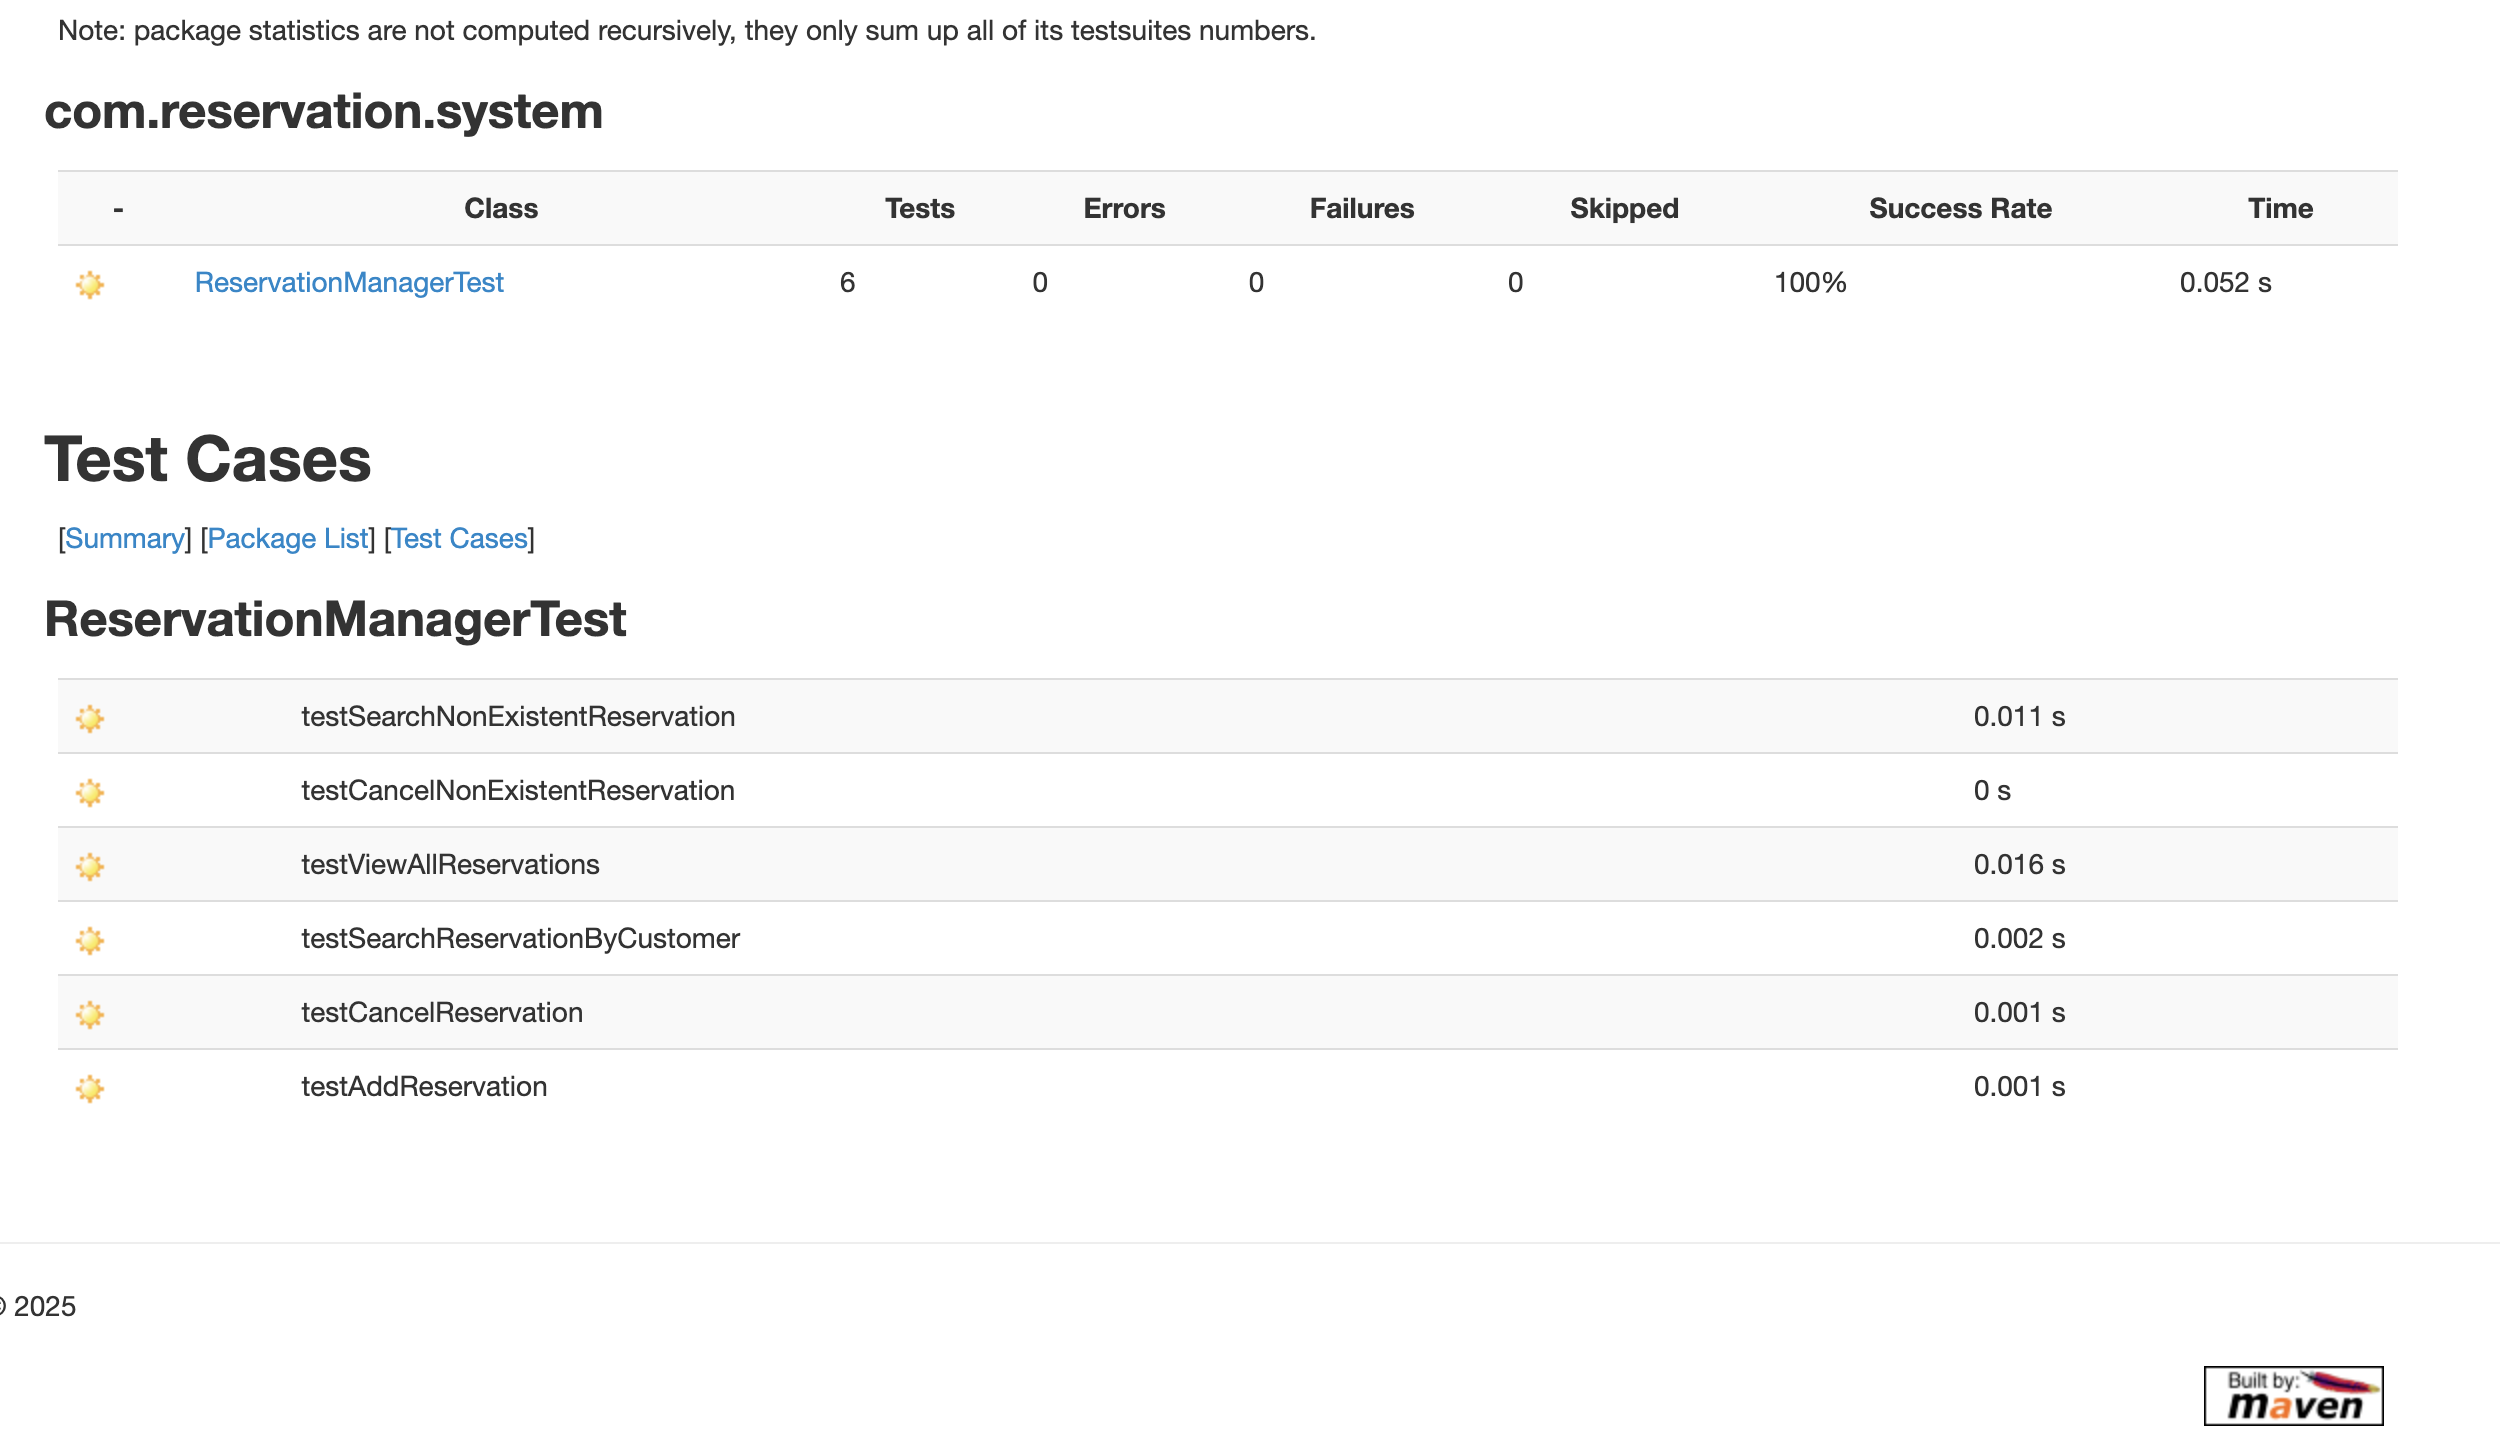 Note: package statistics are not computed recursively, they only sum up all of its testsuites numbers.
com.reservation.system
- Class Tests Errors Failures Skipped Success Rate Time
ReservationManagerTest 6 0 0 0 100% 0.052 s
Test Cases
[Summary] [Package List] [Test Cases]
ReservationManagerTest
testSearchNonExistentReservation 0.011 s
testCancelNonExistentReservation 0 s
testViewAllReservations 0.016 s
testSearchReservationByCustomer 0.002 s
testCancelReservation 0.001 s
testAddReservation 0.001 s
© 2025
Built by:
maven